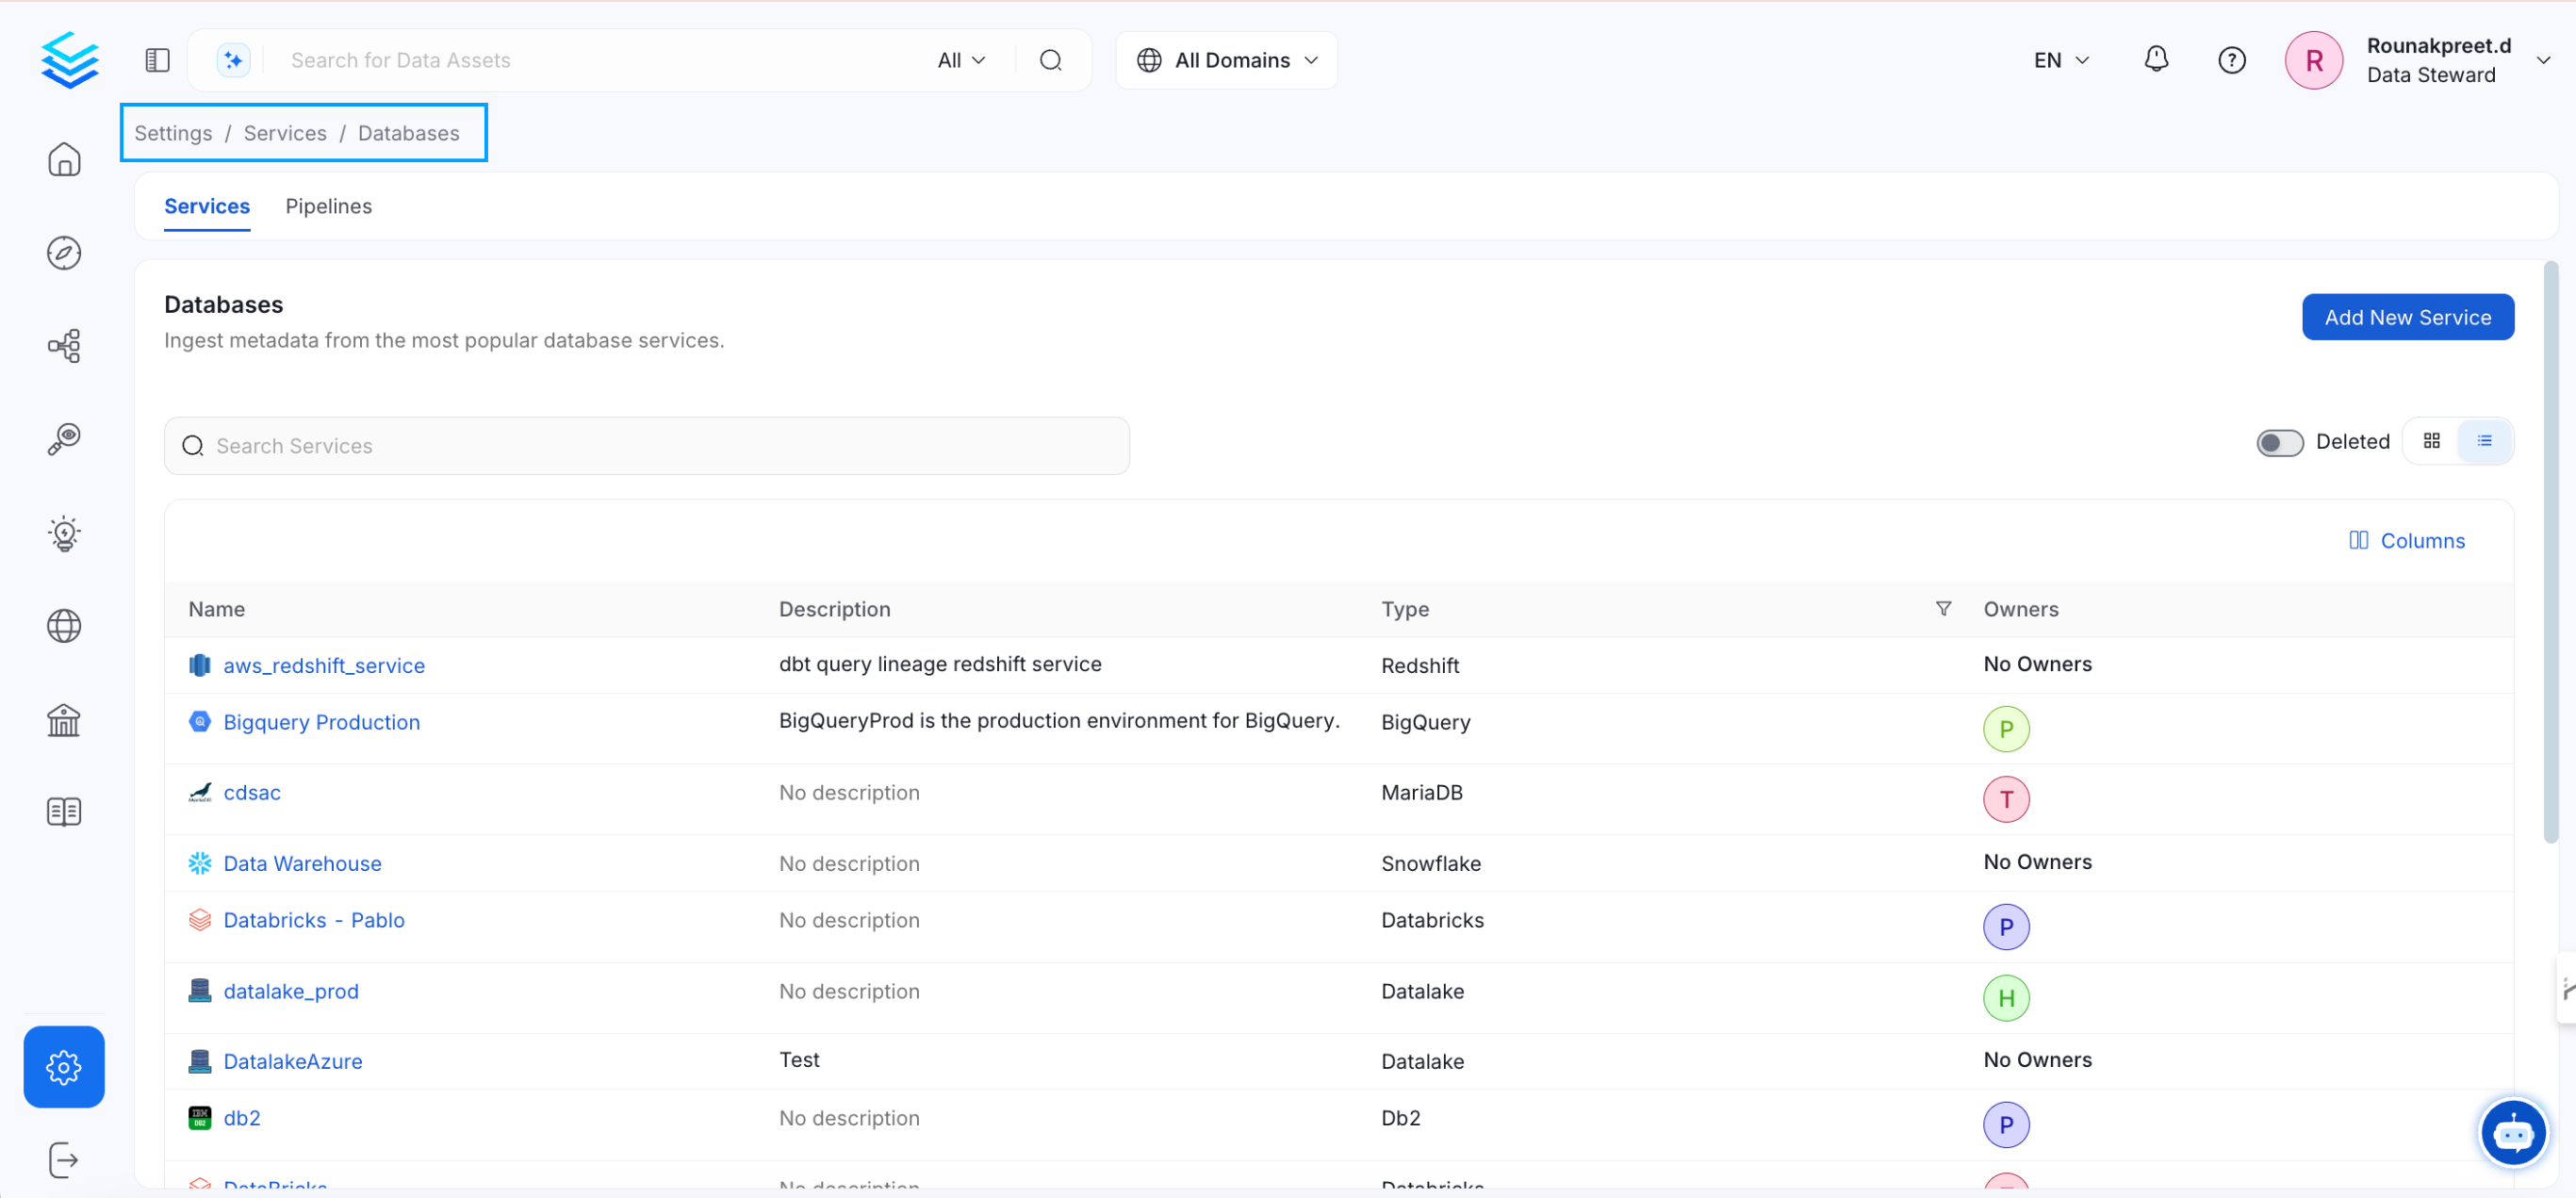 Search for Data Assets All All Domains EN R Rounakpreet.d
Data Steward
Settings / Services / Databases
Services Pipelines
Databases
Ingest metadata from the most popular database services.
Add New Service
Search Services Deleted
Columns
Name Description Type Owners
aws_redshift_service dbt query lineage redshift service Redshift No Owners
Bigquery Production BigQueryProd is the production environment for BigQuery. BigQuery P
cdsac No description MariaDB T
Data Warehouse No description Snowflake No Owners
Databricks - Pablo No description Databricks P
datalake_prod No description Datalake H
DatalakeAzure Test Datalake No Owners
db2 No description Db2 P
DataBricks No description Databricks